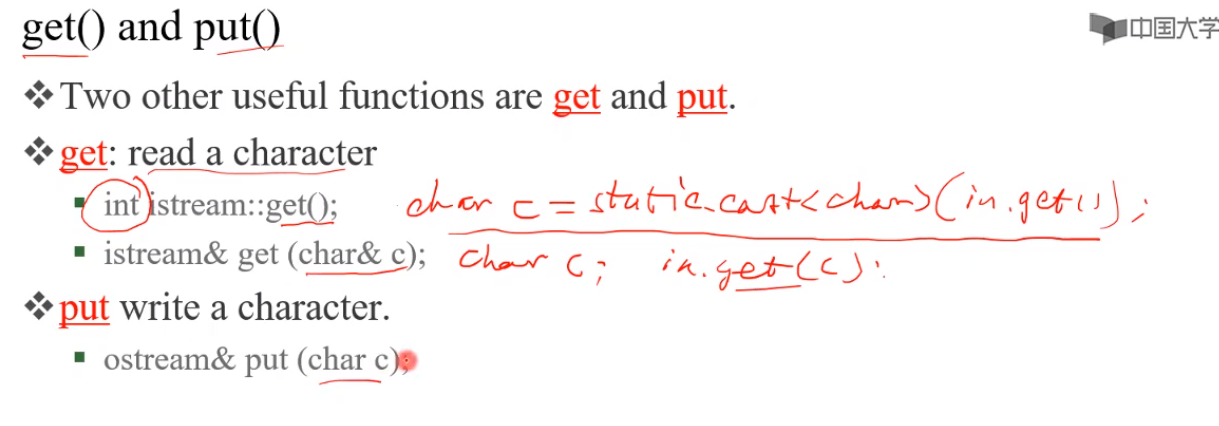 get() and put()
中国大学
❖ Two other useful functions are get and put.
❖ get: read a character
▪ int istream::get();
char c = static_cast<char>(in.get());
▪ istream& get (char& c);
char c; in.get(c);
❖ put write a character.
▪ ostream& put (char c);